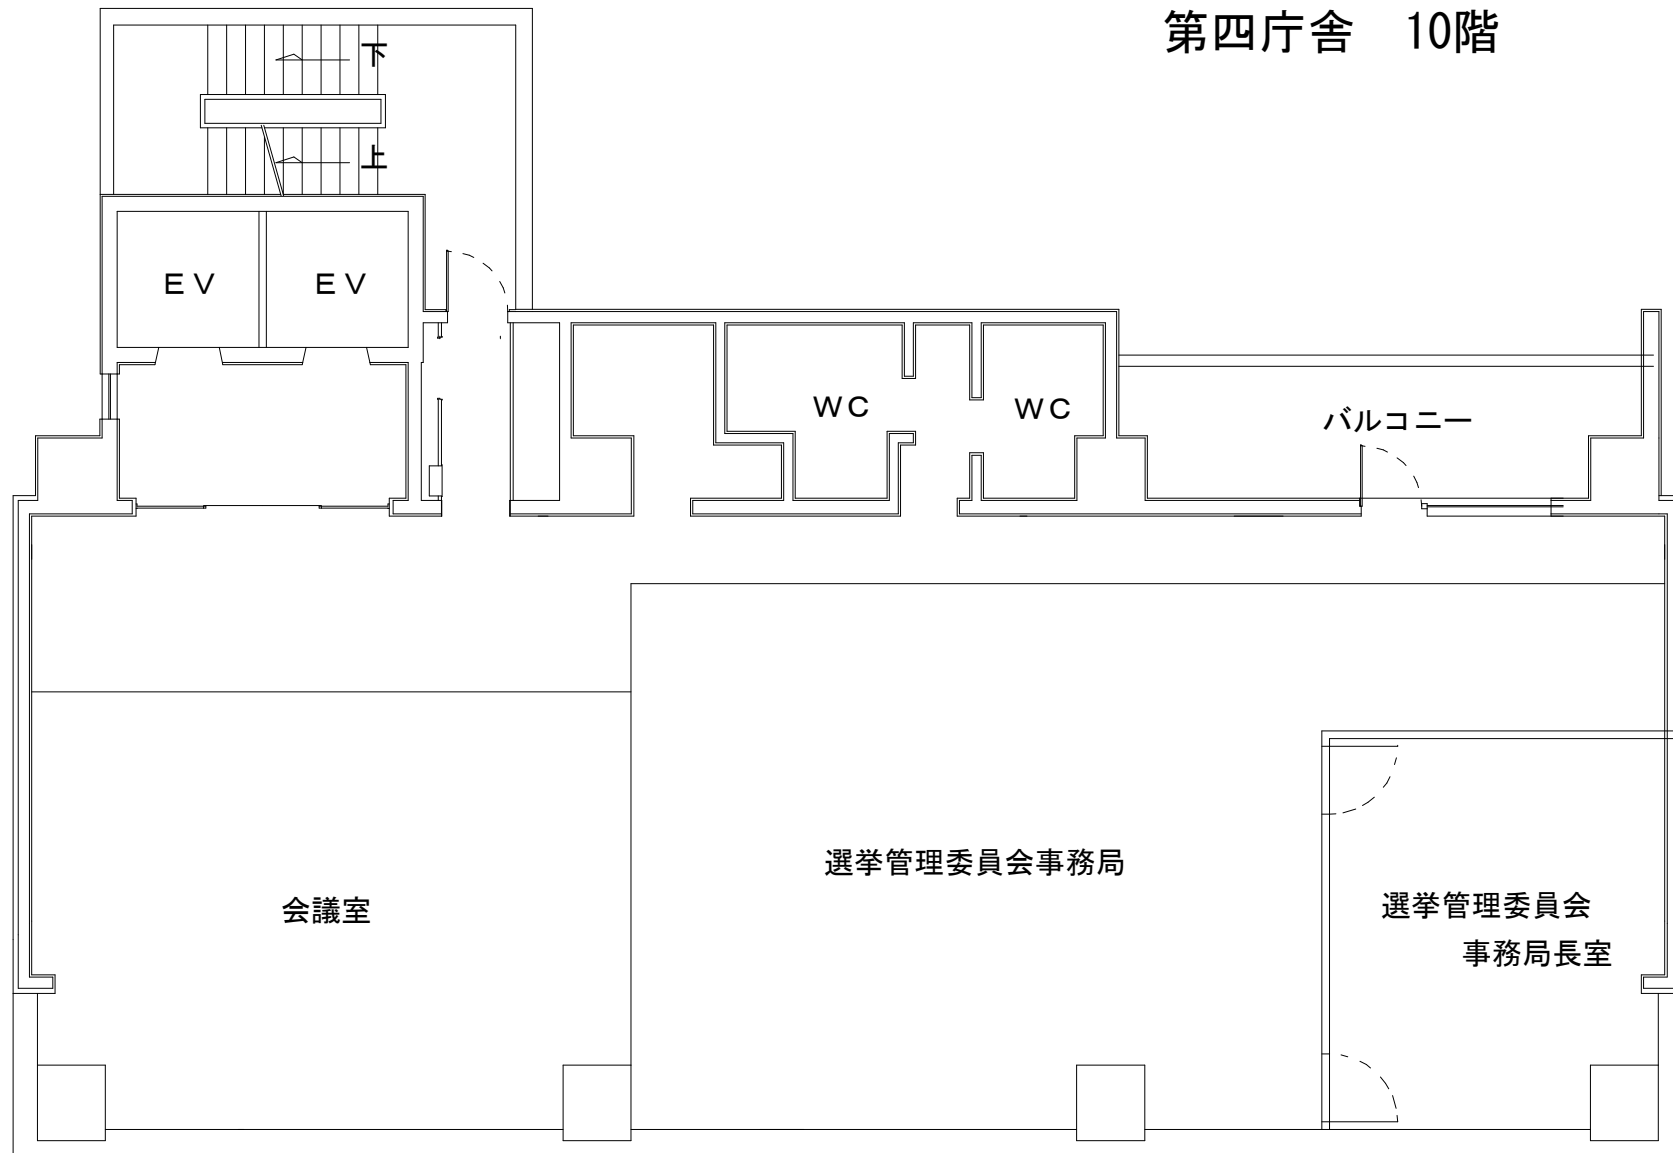 第四庁舎　10階
下
上
ＥＶ
ＥＶ
ＷＣ
ＷＣ
バルコニー
選挙管理委員会事務局
会議室
選挙管理委員会
事務局長室